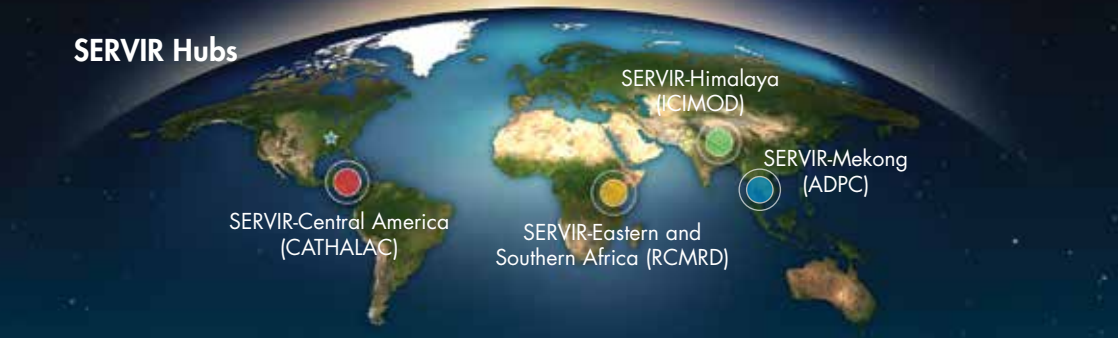 SERVIR Hubs
SERVIR-Himalaya
(ICIMOD)
SERVIR-Mekong
(ADPC)
SERVIR-Central America
(CATHALAC)
SERVIR-Eastern and
Southern Africa (RCMRD)